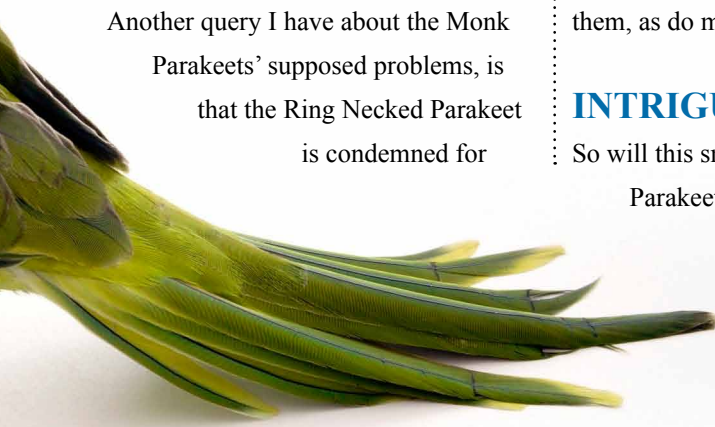 Another query I have about the Monk
Parakeets’ supposed problems, is
that the Ring Necked Parakeet
is condemned for
them, as do
So will this